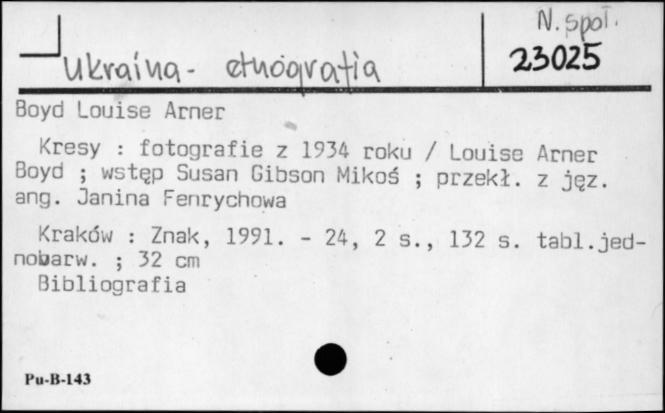 N. społ.
Ukraina - etnografia
23025
Boyd Louise Arner
Kresy : fotografie z 1934 roku / Louise Arner
Boyd ; wstęp Susan Gibson Mikoś ; przekł. z jęz.
ang. Janina Fenrychowa
Kraków : Znak, 1991. - 24, 2 s., 132 s. tabl.jed-
nobarw. ; 32 cm
Bibliografia
Pu-B-143